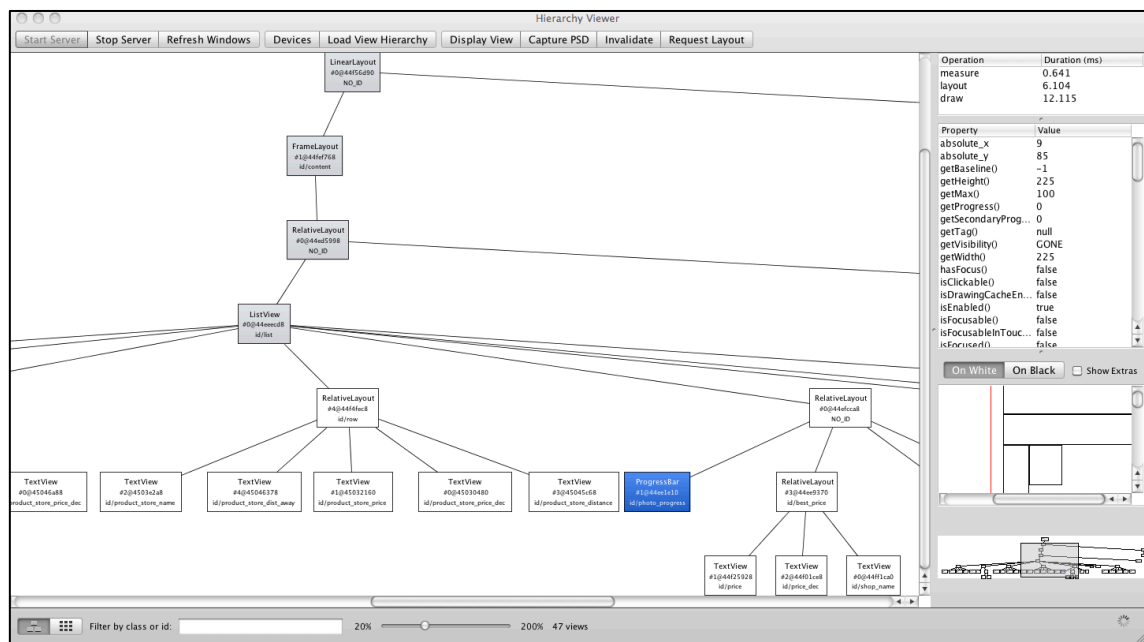 Hierarchy Viewer
Start Server Stop Server Refresh Windows Devices Load View Hierarchy Display View Capture PSD Invalidate Request Layout
LinearLayout
#0@44f56d90
NO_ID
FrameLayout
#1@44fef768
id/content
RelativeLayout
#0@44ed5998
NO_ID
ListView
#0@44eeecd8
id/list
RelativeLayout
#4@44f4fec8
id/row
RelativeLayout
#0@44efcca8
NO_ID
TextView
#0@45046a88
product_store_price_dec
TextView
#2@4503e2a8
id/product_store_name
TextView
#4@45046378
id/product_store_dist_away
TextView
#1@45032160
id/product_store_price
TextView
#0@45030480
id/product_store_price_dec
TextView
#3@45045c68
id/product_store_distance
ProgressBar
#1@44ee1e10
id/photo_progress
RelativeLayout
#3@44ee9370
id/best_price
TextView
#1@44f25928
id/price
TextView
#2@44f01ce8
id/price_dec
TextView
#0@44ff1ca0
id/shop_name
Operation Duration (ms)
measure 0.641
layout 6.104
draw 12.115
Property Value
absolute_x 9
absolute_y 85
getBaseline() -1
getHeight() 225
getMax() 100
getProgress() 0
getSecondaryProg... 0
getTag() null
getVisibility() GONE
getWidth() 225
hasFocus() false
isClickable() false
isDrawingCacheEn... false
isEnabled() true
isFocusable() false
isFocusableInTouc... false
isFocused() false
On White On Black Show Extras
Filter by class or id: 20% 200% 47 views